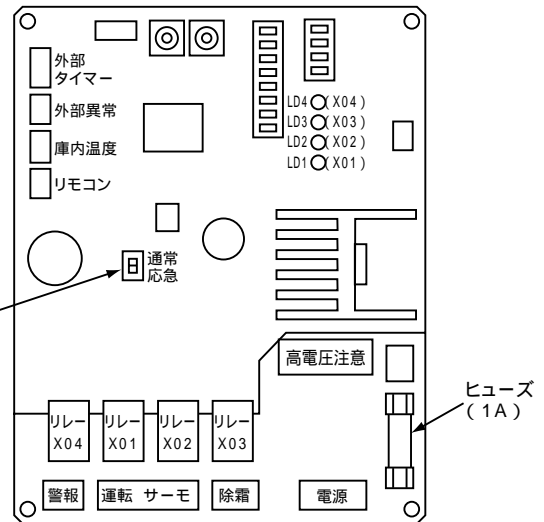 外部
タイマー
外部異常
庫内温度
リモコン
LD4 (X04)
LD3 (X03)
LD2 (X02)
LD1 (X01)
通常
応急
高電圧注意
ヒューズ
(1A)
リレー
X04
リレー
X01
リレー
X02
リレー
X03
警報
運転 サーモ
除霜
電源